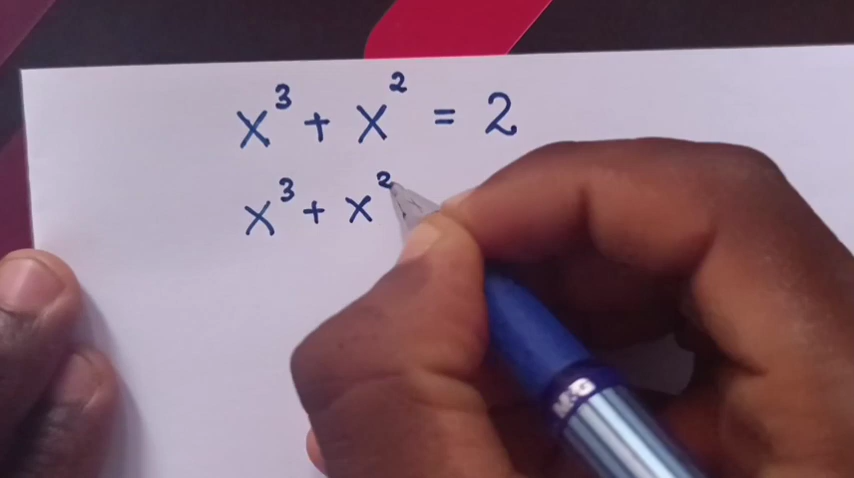 x³ + x² = 2
x³ + x²
M&G